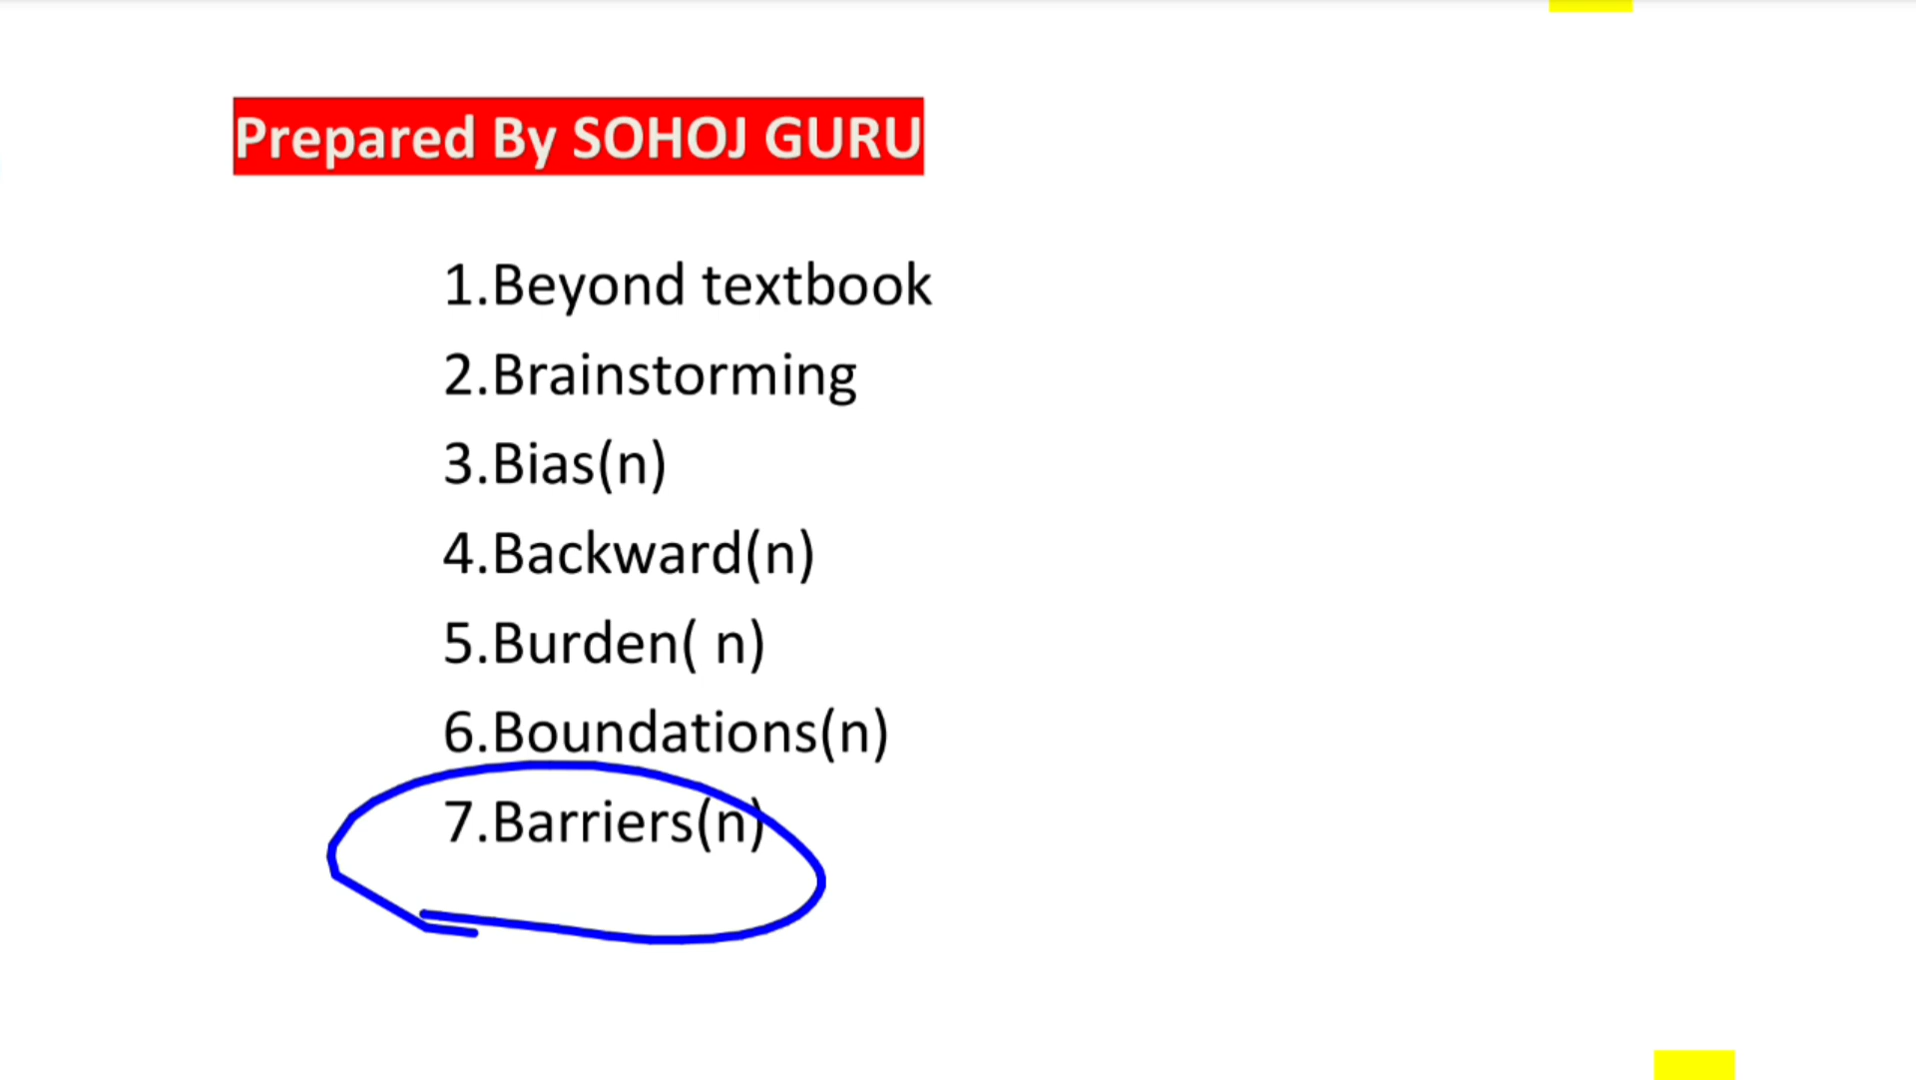 Prepared By SOHOJ GURU
1.Beyond textbook
2.Brainstorming
3.Bias(n)
4.Backward(n)
5.Burden( n)
6.Boundations(n)
7.Barriers(n)